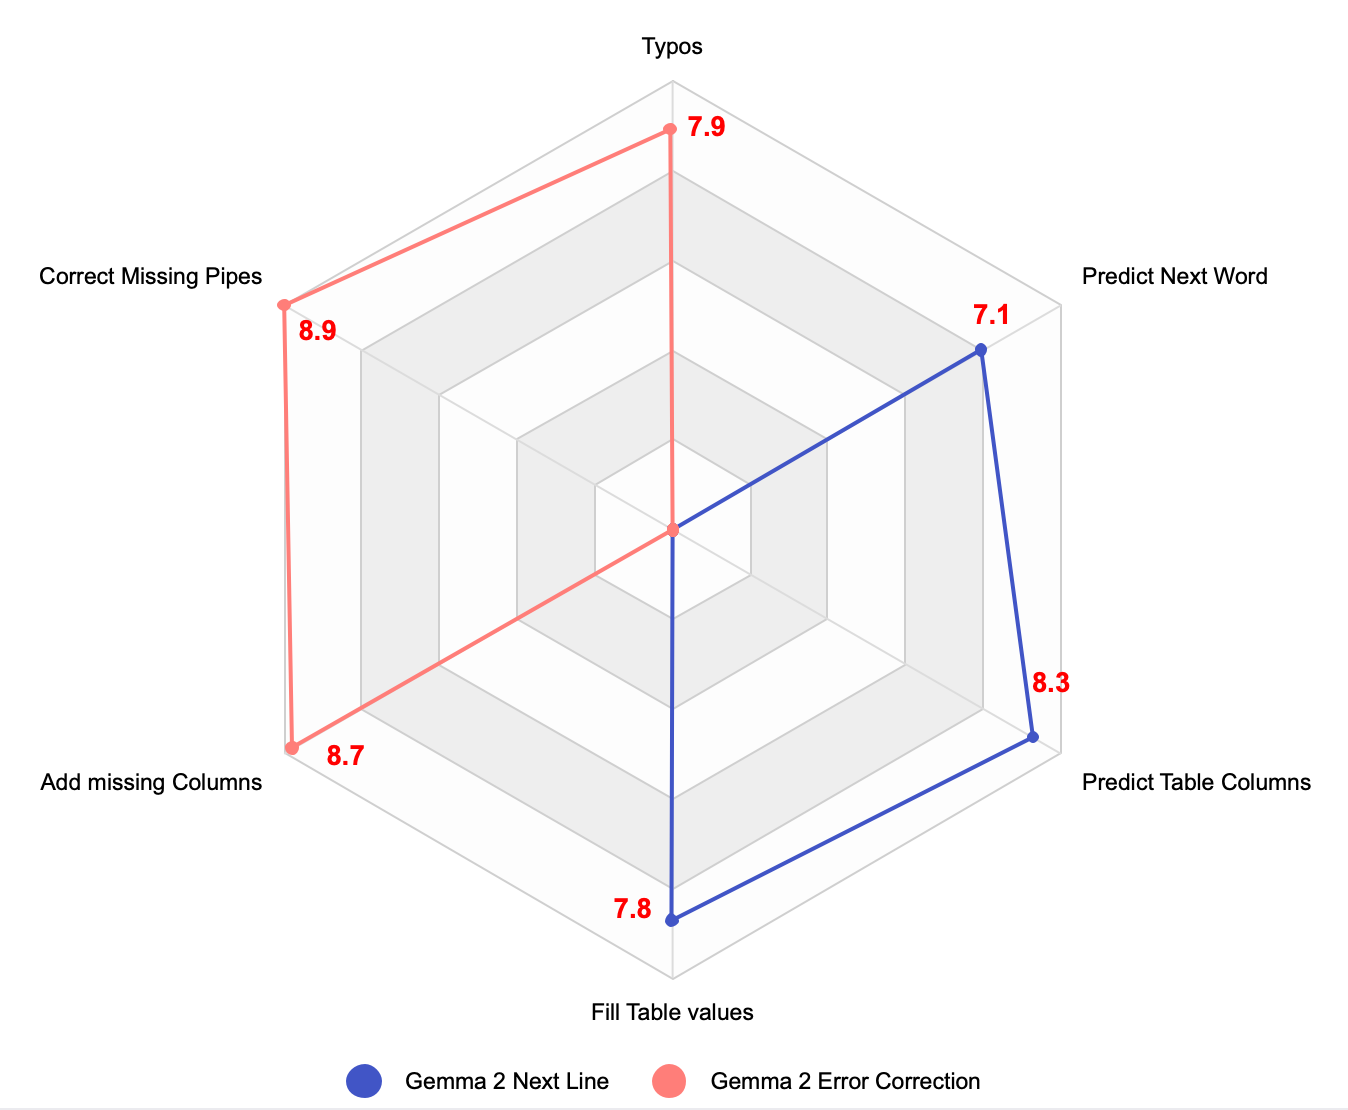 Typos
7.9
Correct Missing Pipes
Predict Next Word
8.9
7.1
8.3
8.7
Add missing Columns
Predict Table Columns
7.8
Fill Table values
Gemma 2 Next Line
Gemma 2 Error Correction